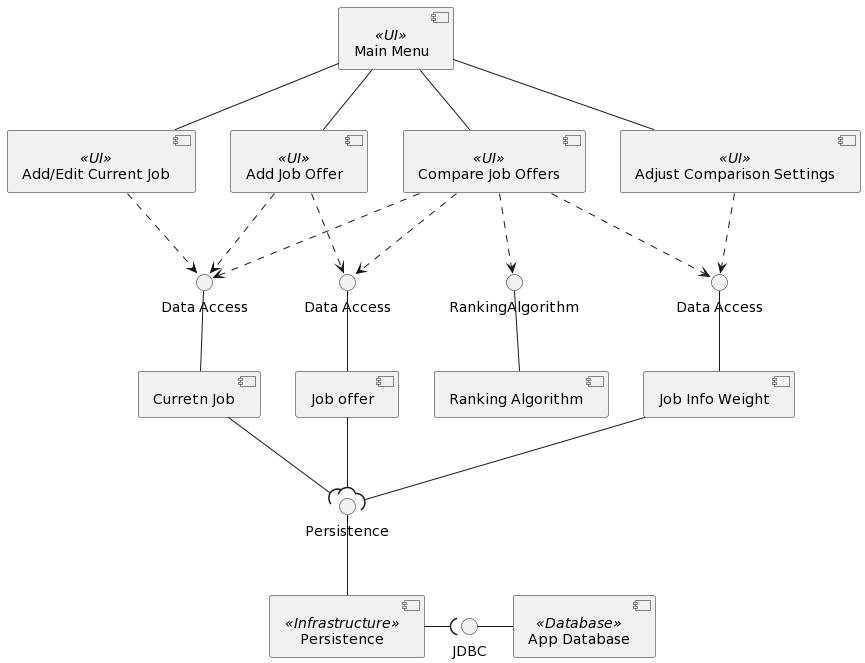 «UI»
Main Menu
«UI»
Add/Edit Current Job
«UI»
Add Job Offer
«UI»
Compare Job Offers
«UI»
Adjust Comparison Settings
Data Access
Data Access
RankingAlgorithm
Data Access
Curretn Job
Job offer
Ranking Algorithm
Job Info Weight
Persistence
«Infrastructure»
Persistence
JDBC
«Database»
App Database